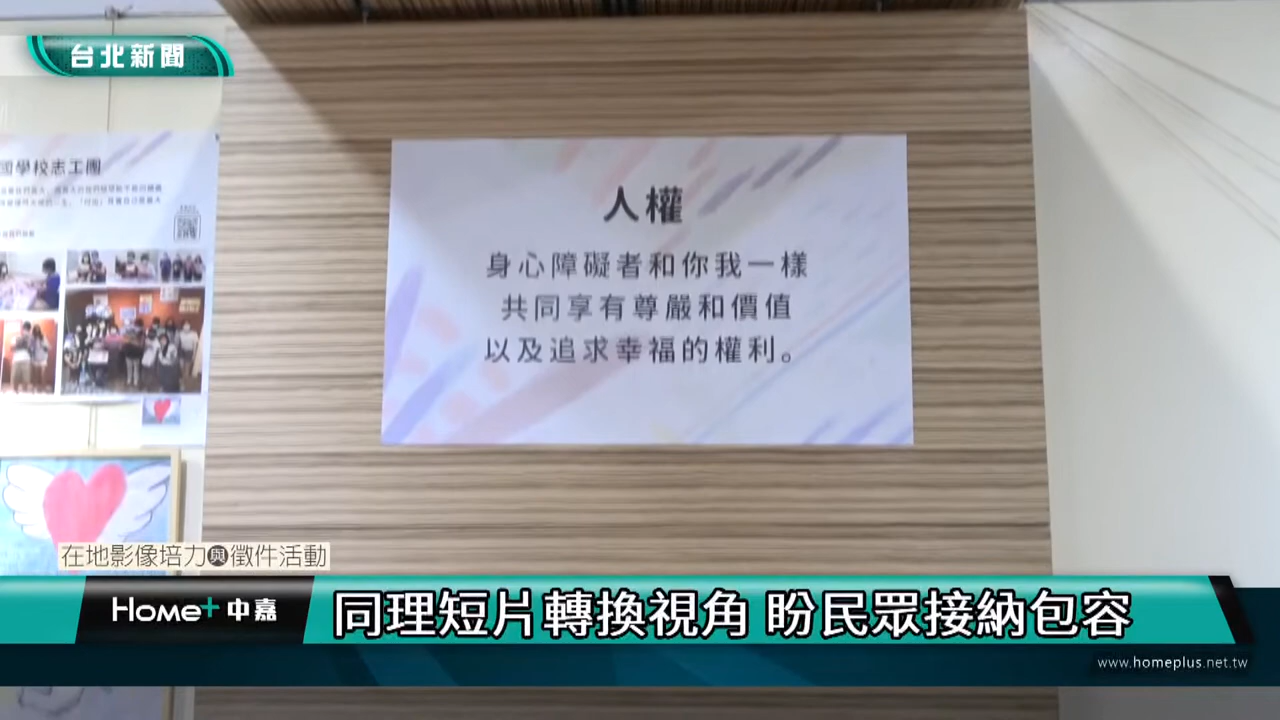 台北新聞
國學校志工團
人權
身心障礙者和你我一樣
共同享有尊嚴和價值
以及追求幸福的權利。
在地影像培力與徵件活動
Home+中嘉
同理短片轉換視角 盼民眾接納包容
www.homeplus.net.tw